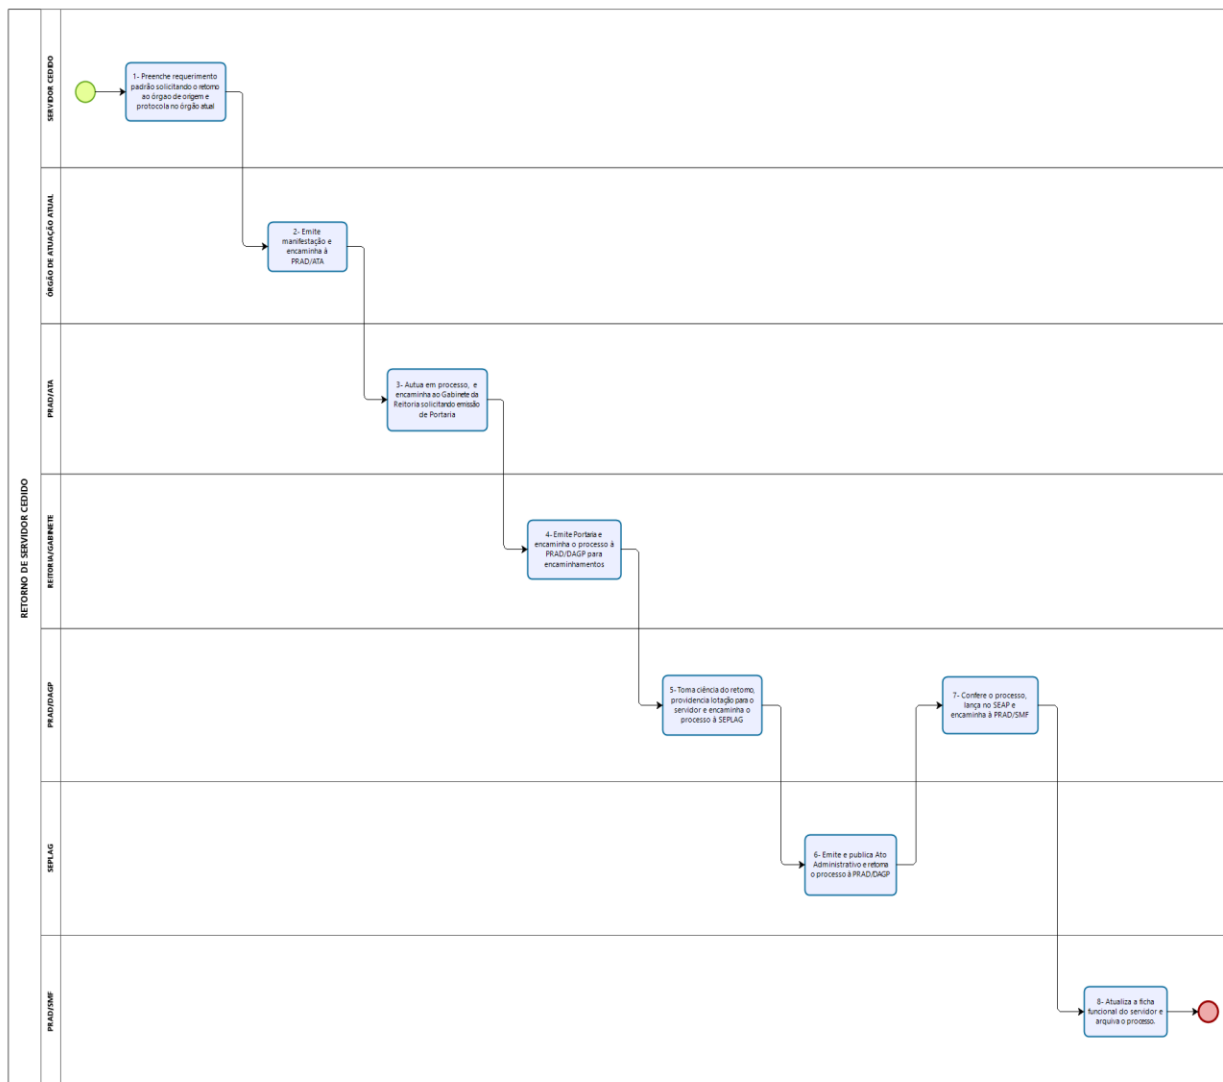 RETORNO DE SERVIDOR CEDIDO
SERVIDOR CEDIDO
1- Preenche requerimento
padrão solicitando o retorno
ao órgao de origem e
protocola no órgão atual
ÓRGÃO DE ATUAÇÃO ATUAL
2- Emite
manifestação e
encaminha à
PRAD/ATA
PRAD/ATA
3- Autua em processo, e
encaminha ao Gabinete da
Reitoria solicitando emissão
de Portaria
REITORIA/GABINETE
4- Emite Portaria e
encaminha o processo à
PRAD/DAGP para
encaminhamentos
PRAD/DAGP
5- Toma ciência do retorno,
providencia lotação para o
servidor e encaminha o
processo à SEPLAG
7- Confere o processo,
lança no SEAP e
encaminha à PRAD/SMF
SEPLAG
6- Emite e publica Ato
Administrativo e retorna
o processo à PRAD/DAGP
PRAD/SMF
8- Atualiza a ficha
funcional do servidor e
arquiva o processo.